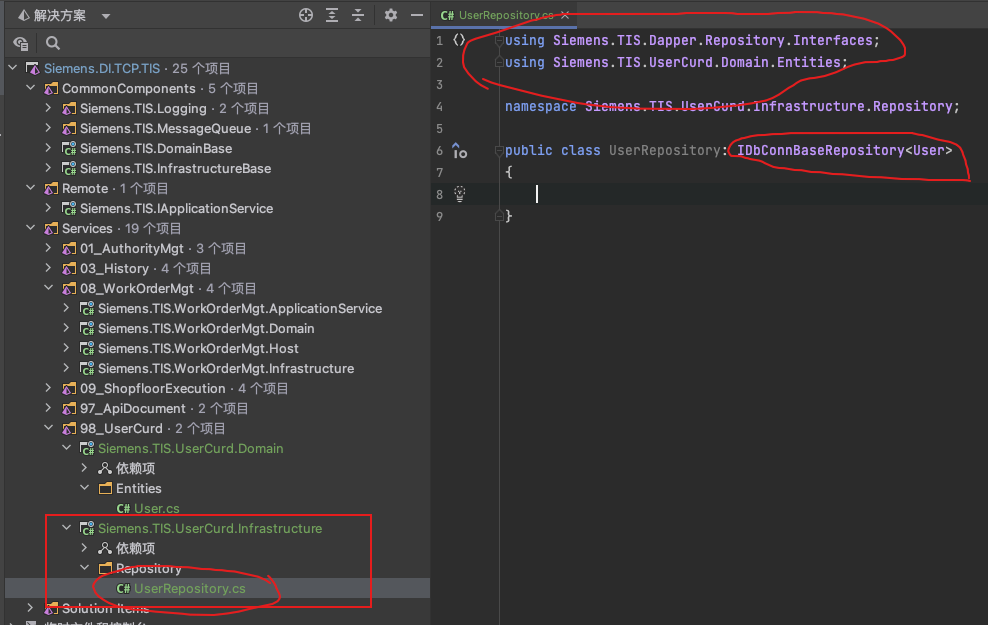 解决方案
Siemens.DI.TCP.TIS · 25 个项目
CommonComponents · 5 个项目
Siemens.TIS.Logging · 2 个项目
Siemens.TIS.MessageQueue · 1 个项目
C# Siemens.TIS.DomainBase
C# Siemens.TIS.InfrastructureBase
Remote · 1 个项目
C# Siemens.TIS.IApplicationService
Services · 19 个项目
01_AuthorityMgt · 3 个项目
03_History · 4 个项目
08_WorkOrderMgt · 4 个项目
C# Siemens.TIS.WorkOrderMgt.ApplicationService
C# Siemens.TIS.WorkOrderMgt.Domain
C# Siemens.TIS.WorkOrderMgt.Host
C# Siemens.TIS.WorkOrderMgt.Infrastructure
09_ShopfloorExecution · 4 个项目
97_ApiDocument · 2 个项目
98_UserCurd · 2 个项目
C# Siemens.TIS.UserCurd.Domain
依赖项
Entities
C# User.cs
C# Siemens.TIS.UserCurd.Infrastructure
依赖项
Repository
C# UserRepository.cs
Solution Items
C# UserRepository.cs
1 using Siemens.TIS.Dapper.Repository.Interfaces;
2 using Siemens.TIS.UserCurd.Domain.Entities;
3
4 namespace Siemens.TIS.UserCurd.Infrastructure.Repository;
5
6 public class UserRepository: IDbConnBaseRepository<User>
7 {
8
9 }